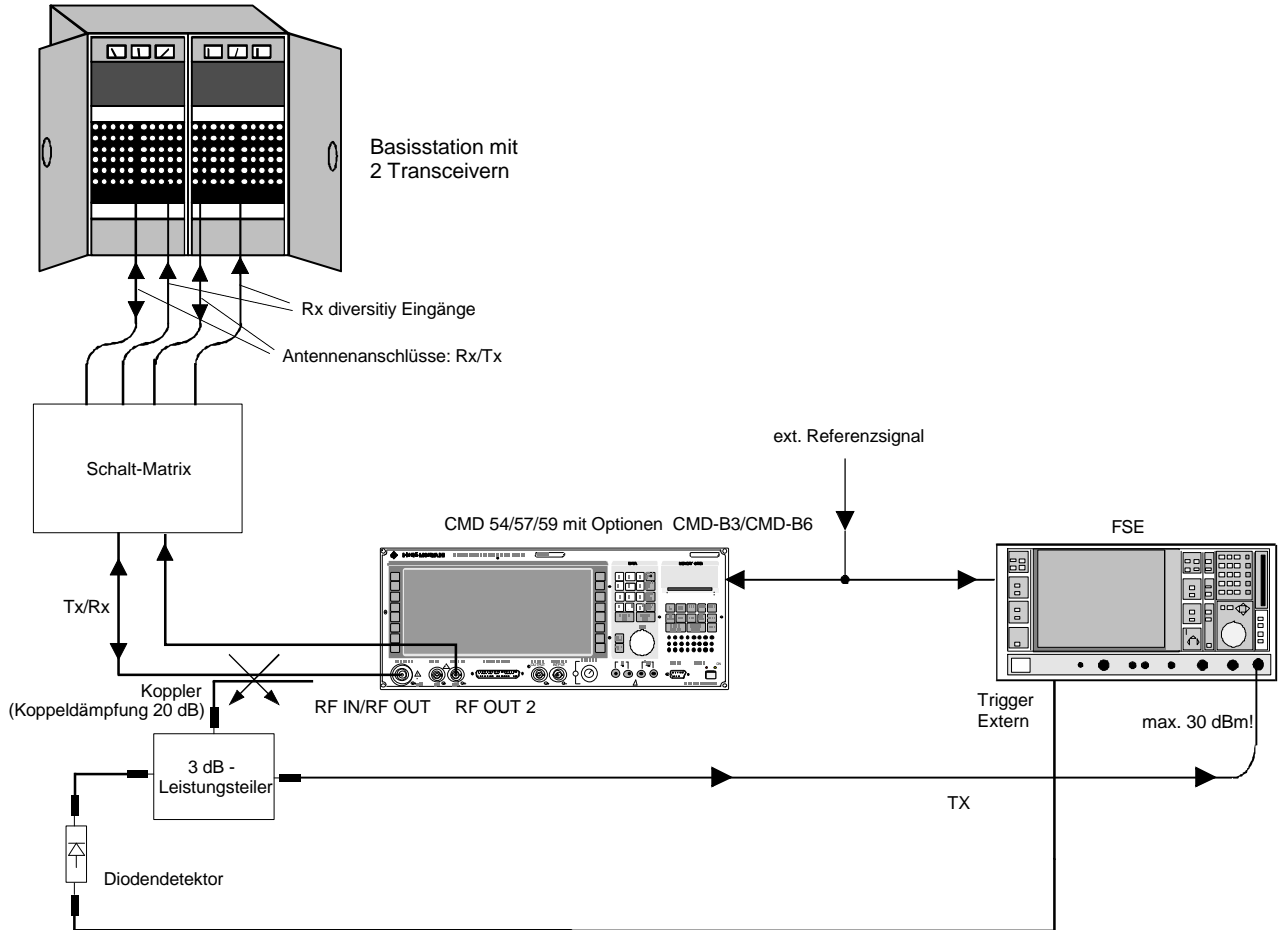 Basisstation mit
2 Transceivern
Rx diversitiy Eingänge
Antennenanschlüsse: Rx/Tx
Schalt-Matrix
ext. Referenzsignal
CMD 54/57/59 mit Optionen CMD-B3/CMD-B6
FSE
Tx/Rx
Koppler
(Koppeldämpfung 20 dB)
RF IN/RF OUT
RF OUT 2
Trigger
Extern
max. 30 dBm!
3 dB -
Leistungsteiler
TX
Diodendetektor